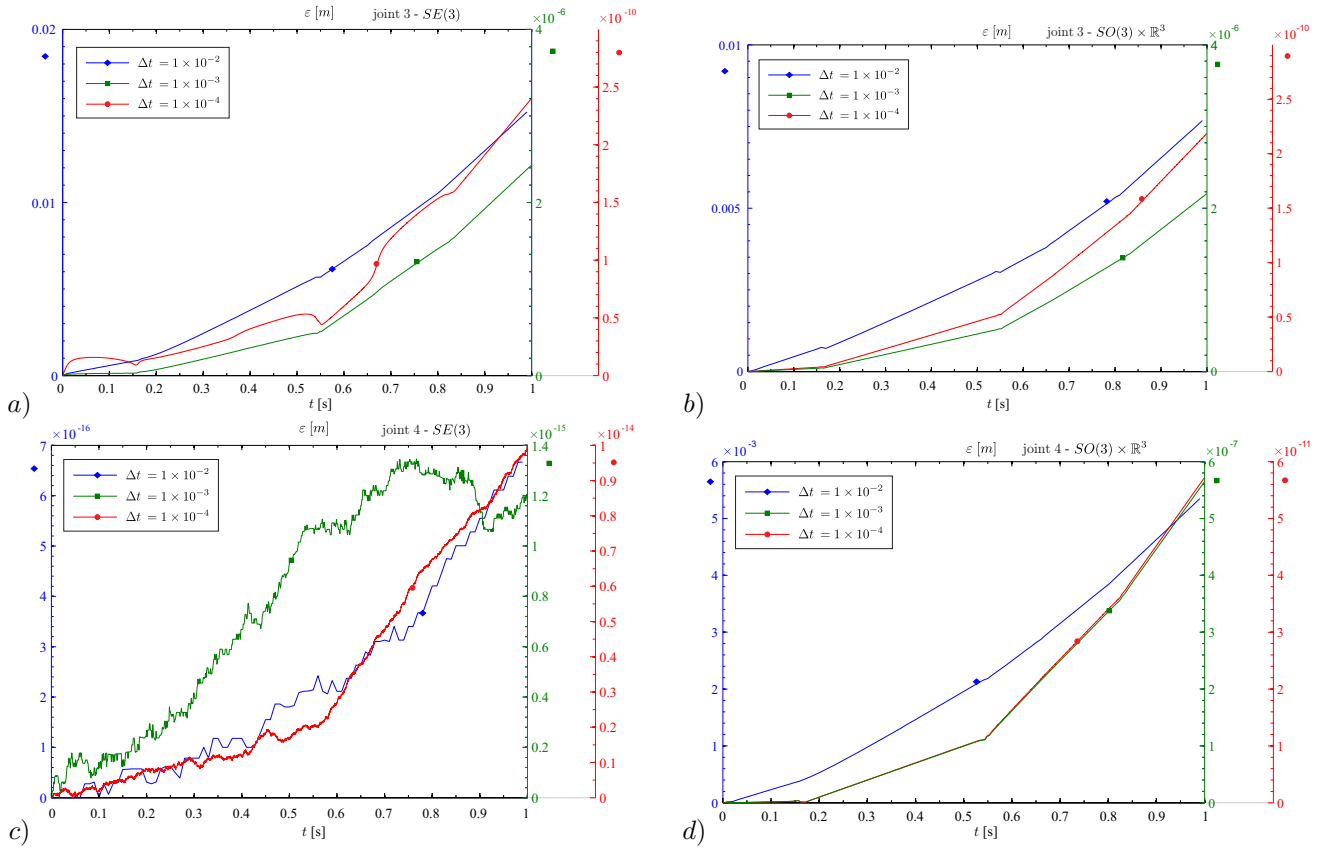 ε [m] joint 3 - SE(3) ×10⁻⁶ ×10⁻¹⁰
0.02 4 3
Δt = 1×10⁻²
Δt = 1×10⁻³
Δt = 1×10⁻⁴
2.5
2
0.01 2 1.5
1
0.5
0 0 0
0 0.1 0.2 0.3 0.4 0.5 0.6 0.7 0.8 0.9 1
t [s]
a)
ε [m] joint 3 - SO(3) × ℝ³ ×10⁻⁶ ×10⁻¹⁰
0.01 4
Δt = 1×10⁻²
Δt = 1×10⁻³
Δt = 1×10⁻⁴
2.5
2
0.005 2 1.5
1
0.5
0 0 0
0 0.1 0.2 0.3 0.4 0.5 0.6 0.7 0.8 0.9 1
t [s]
b)
×10⁻¹⁶ ε [m] joint 4 - SE(3) ×10⁻¹⁵ ×10⁻¹⁴
7 1.4 1
Δt = 1×10⁻²
Δt = 1×10⁻³
Δt = 1×10⁻⁴
6 1.2 0.9
0.8
5 1 0.7
4 0.8 0.6
0.5
3 0.6 0.4
2 0.4 0.3
0.2
1 0.2 0.1
0 0 0
0 0.1 0.2 0.3 0.4 0.5 0.6 0.7 0.8 0.9 1
t [s]
c)
×10⁻³ ε [m] joint 4 - SO(3) × ℝ³ ×10⁻⁷ ×10⁻¹¹
6 6 6
Δt = 1×10⁻²
Δt = 1×10⁻³
Δt = 1×10⁻⁴
5 5 5
4 4 4
3 3 3
2 2 2
1 1 1
0 0 0
0 0.1 0.2 0.3 0.4 0.5 0.6 0.7 0.8 0.9 1
t [s]
d)